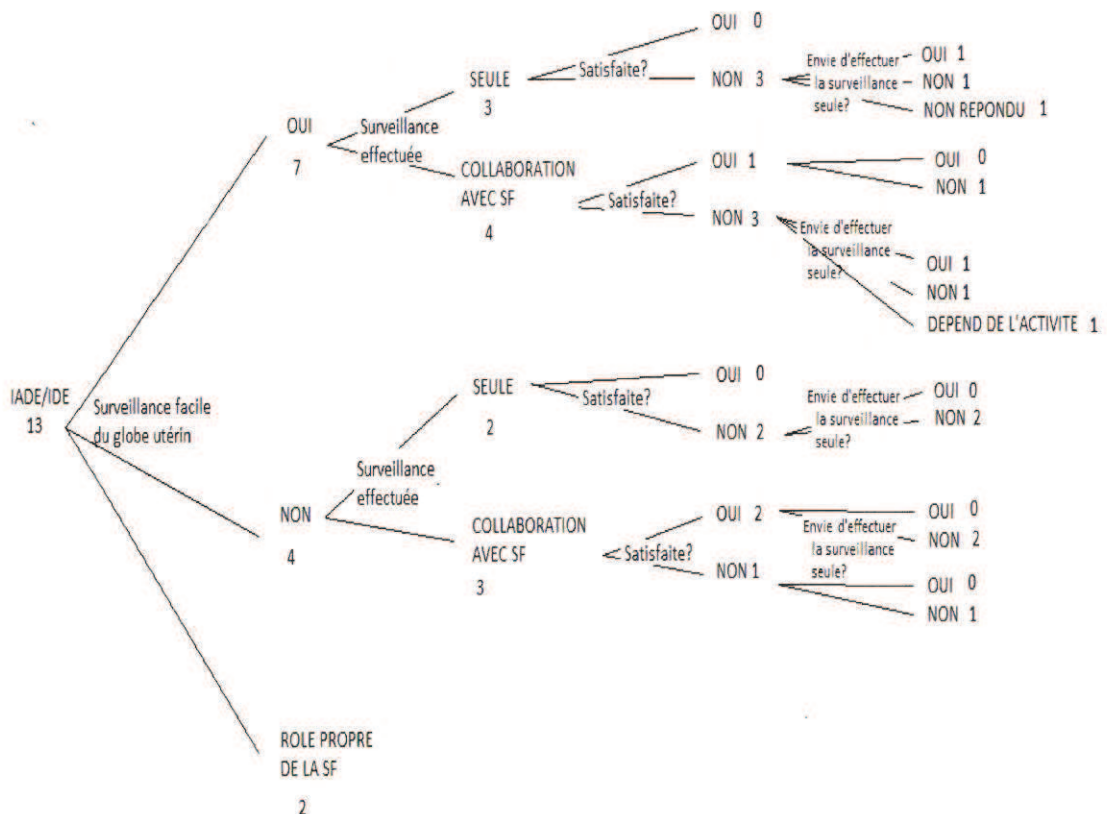 IADE/IDE
13
Surveillance facile
du globe utérin
OUI
7
Surveillance
effectuée
SEULE
3
Satisfaite?
OUI 0
NON 3
Envie d'effectuer
la surveillance
seule?
OUI 1
NON 1
NON REPONDU 1
COLLABORATION
AVEC SF
4
Satisfaite?
OUI 1
OUI 0
NON 1
NON 3
Envie d'effectuer
la surveillance
seule?
OUI 1
NON 1
DEPEND DE L'ACTIVITE 1
NON
4
Surveillance
effectuée
SEULE
2
Satisfaite?
OUI 0
NON 2
Envie d'effectuer
la surveillance
seule?
OUI 0
NON 2
COLLABORATION
AVEC SF
3
Satisfaite?
OUI 2
Envie d'effectuer
la surveillance
seule?
OUI 0
NON 2
NON 1
OUI 0
NON 1
ROLE PROPRE
DE LA SF
2